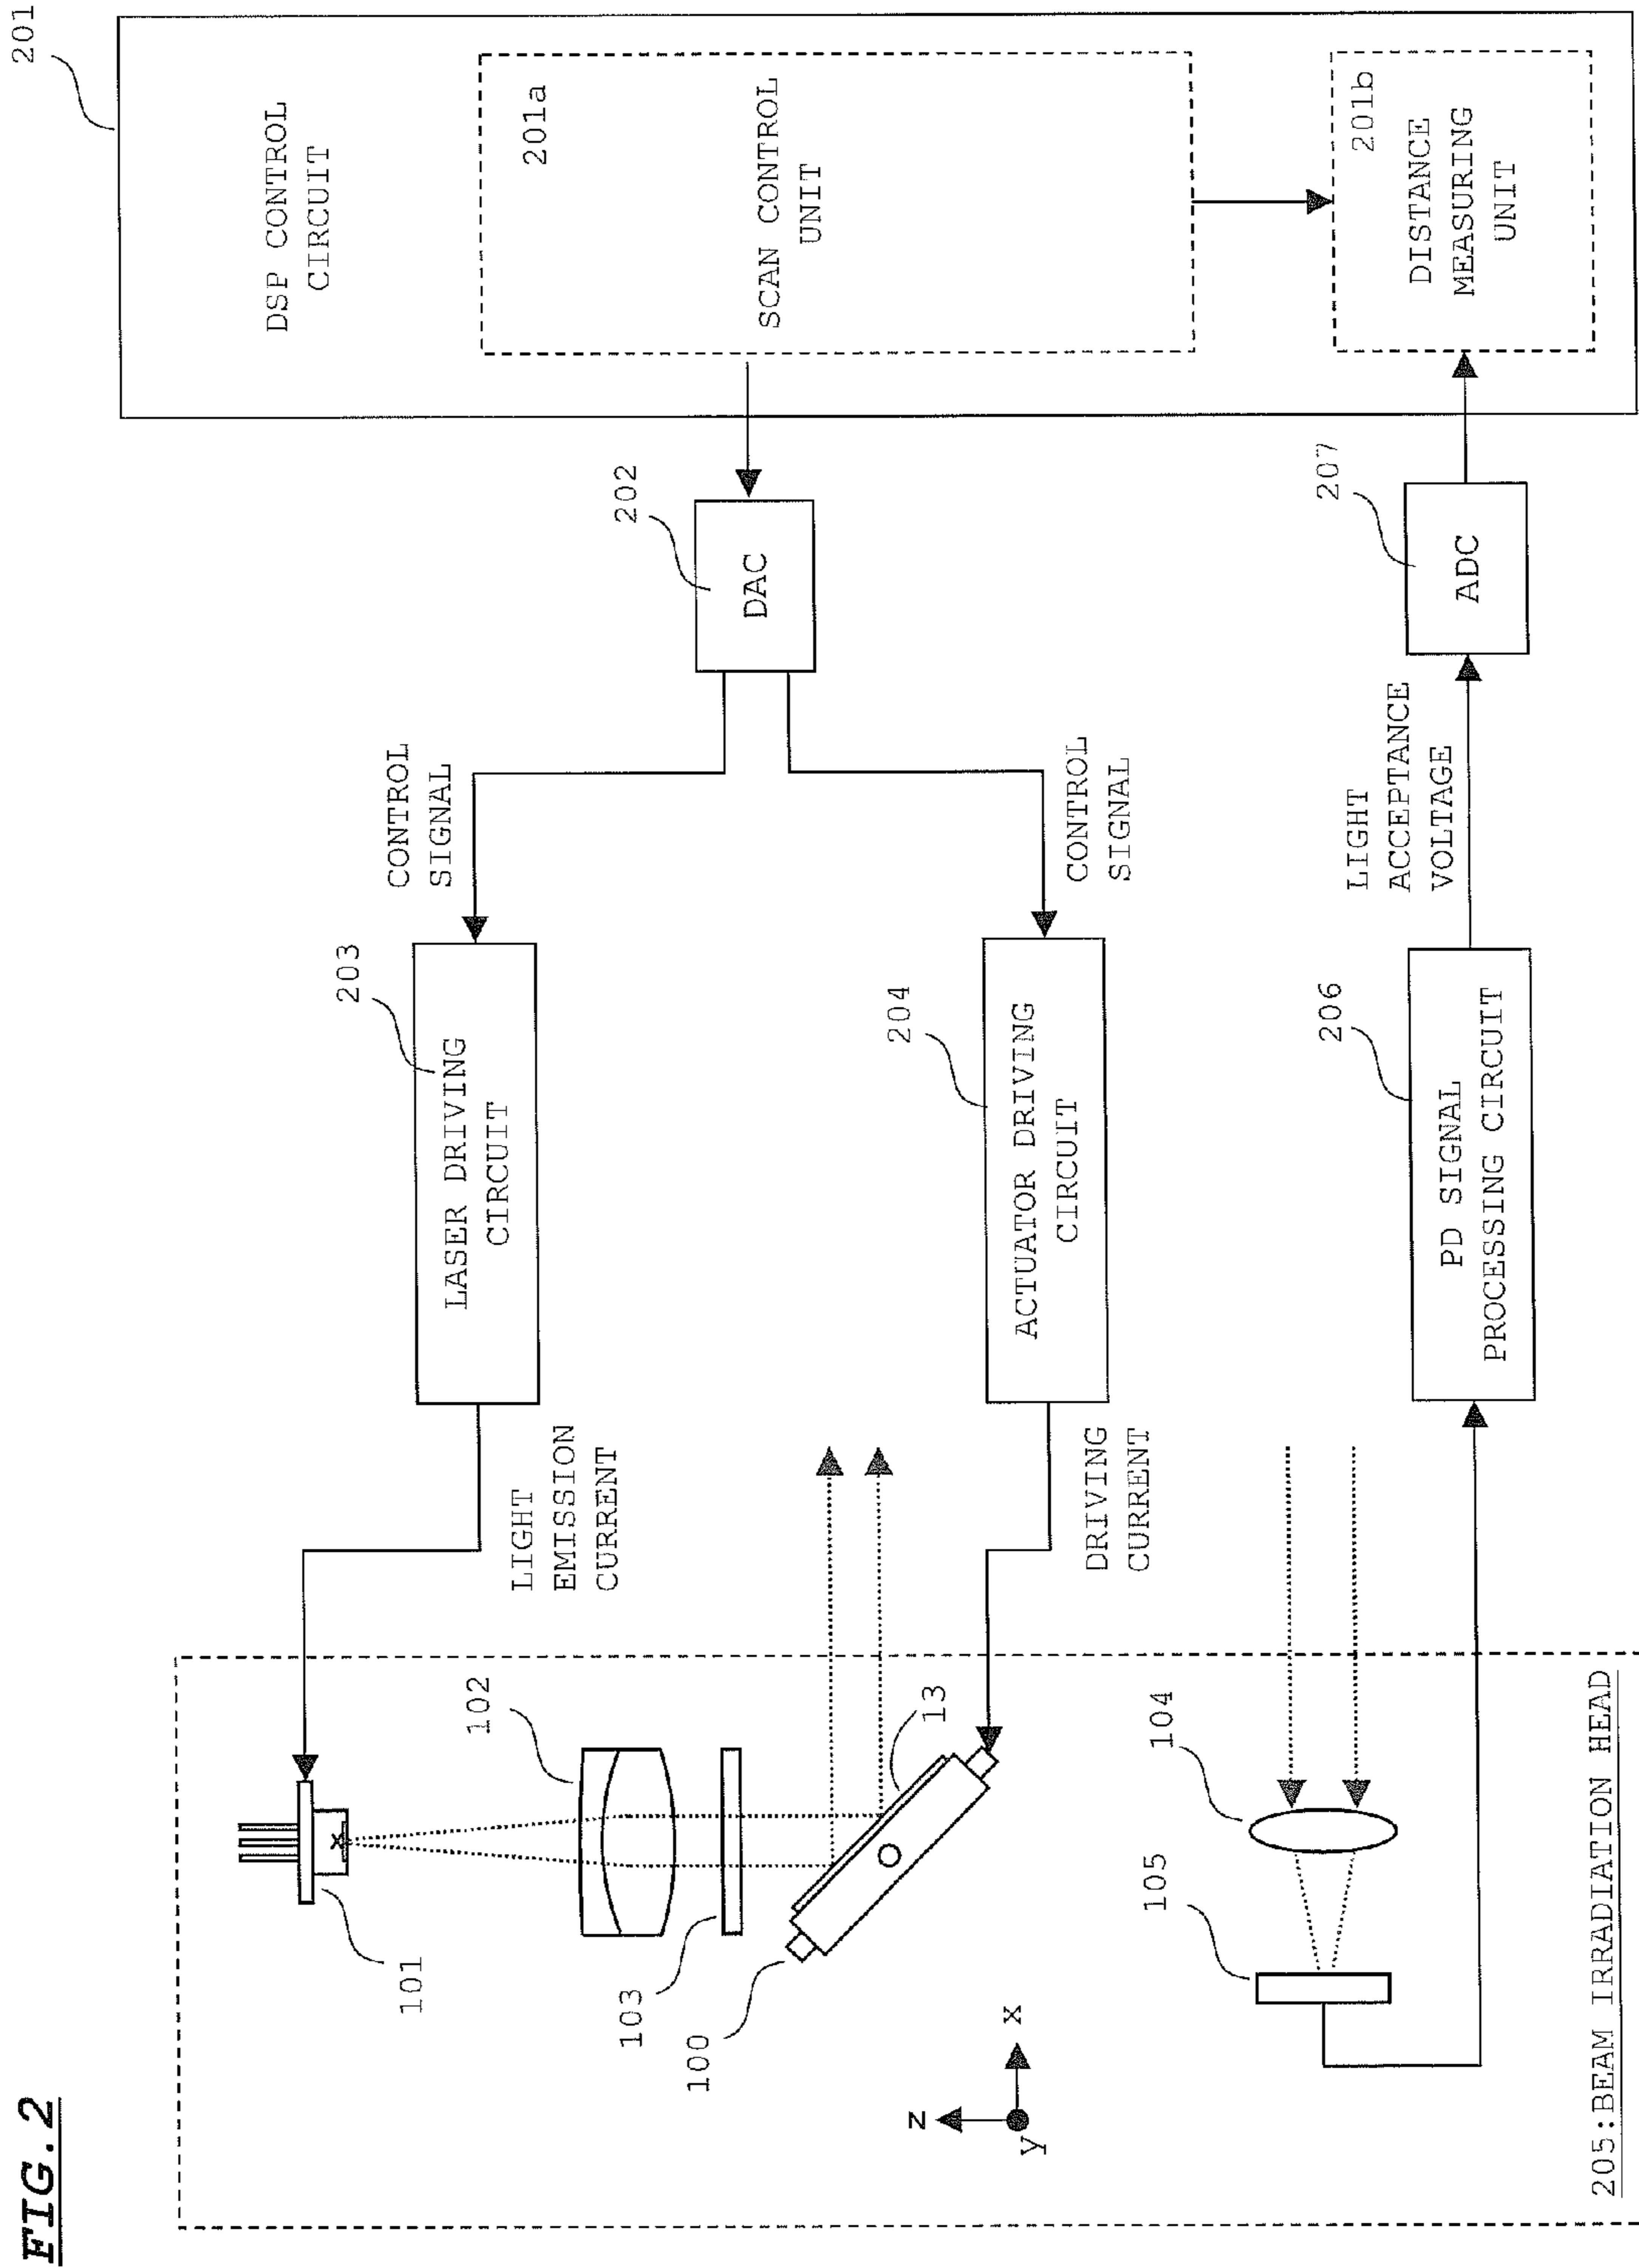 FIG.2
201
DSP CONTROL
CIRCUIT
201a
SCAN CONTROL
UNIT
201b
DISTANCE
MEASURING
UNIT
202
DAC
207
ADC
CONTROL
SIGNAL
CONTROL
SIGNAL
LIGHT
ACCEPTANCE
VOLTAGE
203
LASER DRIVING
CIRCUIT
204
ACTUATOR DRIVING
CIRCUIT
206
PD SIGNAL
PROCESSING CIRCUIT
LIGHT
EMISSION
CURRENT
DRIVING
CURRENT
101
102
103
100
13
104
105
z
y
x
205:BEAM IRRADIATION HEAD